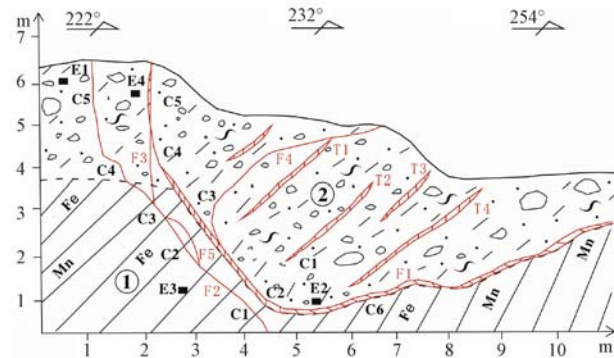 222° 232° 254°
m
7
6
5
4
3
2
1
E1 E4
C5 C5
F3 C4 F4 T1
C4 T3
C3 T2
Fe C3 ② T4
Mn Fe C2 F5 C1
① E3 F2 C2 E2 F1 Mn
C1 C6 Fe Mn
1 2 3 4 5 6 7 8 9 10 m